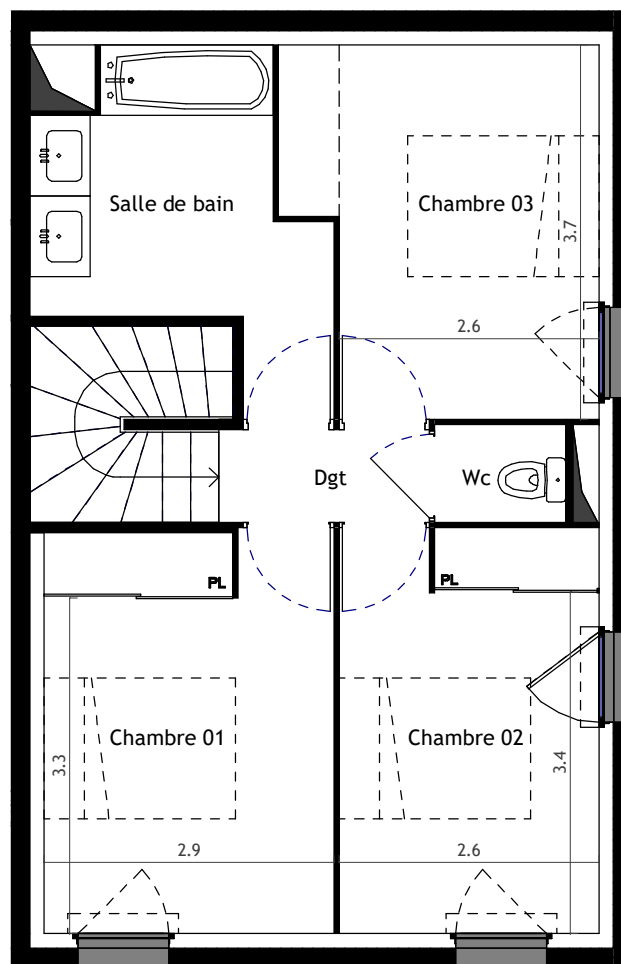 Salle de bain
Chambre 03
3.7
2.6
Dgt
Wc
PL
PL
Chambre 01
Chambre 02
3.3
3.4
2.9
2.6